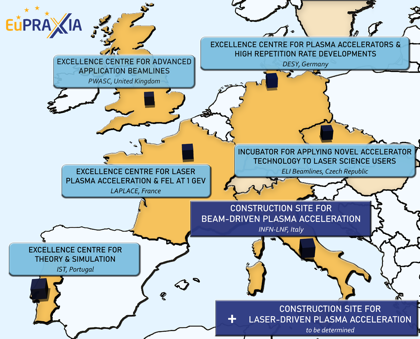 EuPRAXIA
EXCELLENCE CENTRE FOR PLASMA ACCELERATORS &
HIGH REPETITION RATE DEVELOPMENTS
DESY, Germany
EXCELLENCE CENTRE FOR ADVANCED
APPLICATION BEAMLINES
PWASC, United Kingdom
INCUBATOR FOR APPLYING NOVEL ACCELERATOR
TECHNOLOGY TO LASER SCIENCE USERS
ELI Beamlines, Czech Republic
EXCELLENCE CENTRE FOR LASER
PLASMA ACCELERATION & FEL AT 1 GEV
LAPLACE, France
CONSTRUCTION SITE FOR
BEAM-DRIVEN PLASMA ACCELERATION
INFN-LNF, Italy
EXCELLENCE CENTRE FOR
THEORY & SIMULATION
IST, Portugal
+ CONSTRUCTION SITE FOR
LASER-DRIVEN PLASMA ACCELERATION
to be determined